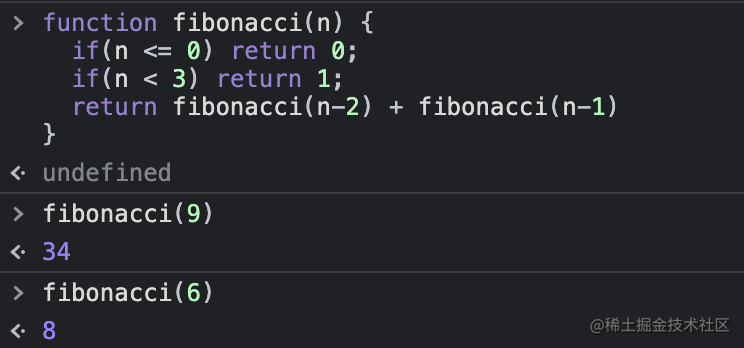 > function fibonacci(n) {
if(n <= 0) return 0;
if(n < 3) return 1;
return fibonacci(n-2) + fibonacci(n-1)
}
<· undefined
> fibonacci(9)
<· 34
> fibonacci(6)
<· 8
@稀土掘金技术社区